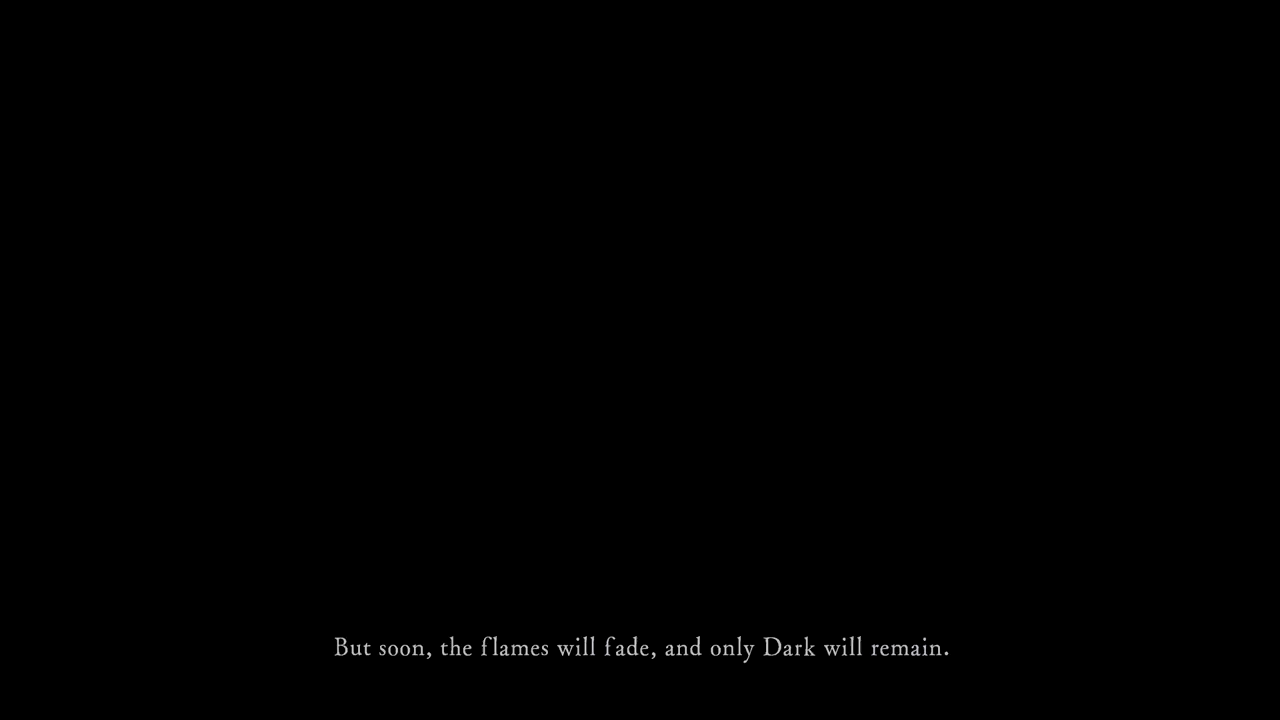 But soon, the flames will fade, and only Dark will remain.